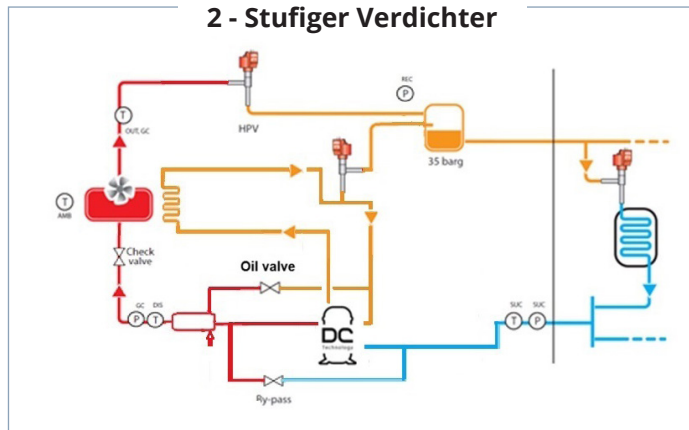 2 - Stufiger Verdichter
REC
P
T
OUT, GC
HPV
35 barg
T
AMB
Check
valve
Oil valve
GC
DIS
P
T
DC
Technology
SUC
SUC
T
P
Ry-pass